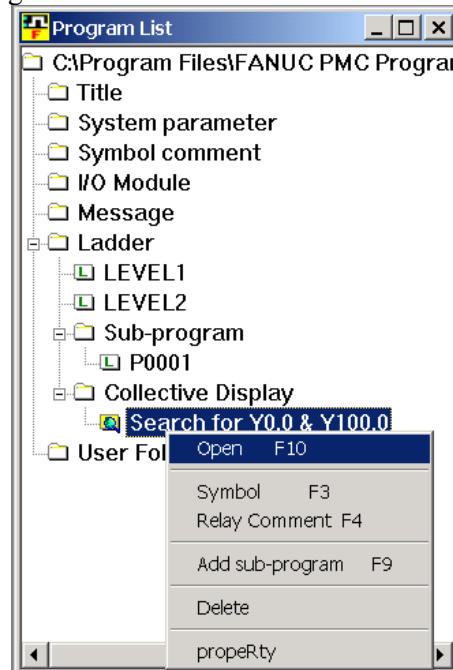 Program List
C:\Program Files\FANUC PMC Progra
Title
System parameter
Symbol comment
I/O Module
Message
Ladder
L LEVEL1
L LEVEL2
Sub-program
L P0001
Collective Display
Search for Y0.0 & Y100.0
User Fol
Open F10
Symbol F3
Relay Comment F4
Add sub-program F9
Delete
propeRty